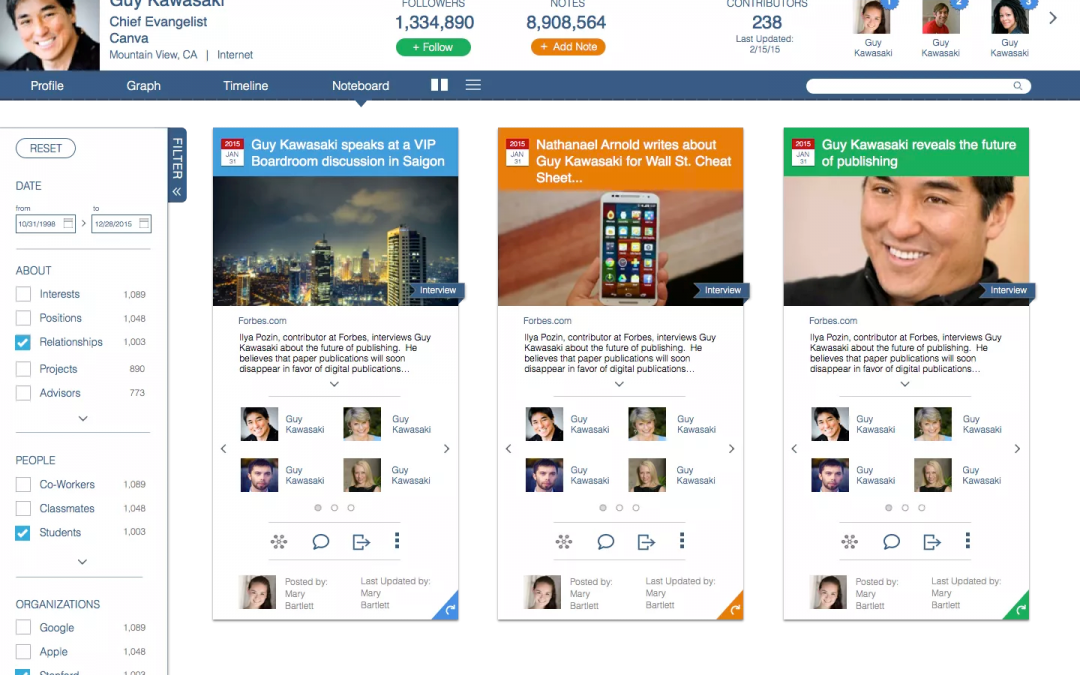 Guy Kawasaki
Chief Evangelist
Canva
Mountain View, CA | Internet
FOLLOWERS
1,334,890
+ Follow
NOTES
8,908,564
+ Add Note
CONTRIBUTORS
238
Last Updated:
2/15/15
1
Guy
Kawasaki
2
Guy
Kawasaki
3
Guy
Kawasaki
Profile
Graph
Timeline
Noteboard
RESET
FILTER
DATE
from
to
10/31/1998
12/28/2015
ABOUT
Interests 1,089
Positions 1,048
Relationships 1,003
Projects 890
Advisors 773
PEOPLE
Co-Workers 1,089
Classmates 1,048
Students 1,003
ORGANIZATIONS
Google 1,089
Apple 1,048
Stanford 1,003
2015
JAN
31
Guy Kawasaki speaks at a VIP
Boardroom discussion in Saigon
Interview
Forbes.com
Ilya Pozin, contributor at Forbes, interviews Guy
Kawasaki about the future of publishing. He
believes that paper publications will soon
disappear in favor of digital publications...
Guy
Kawasaki
Guy
Kawasaki
Guy
Kawasaki
Guy
Kawasaki
Posted by:
Mary
Bartlett
Last Updated by:
Mary
Bartlett
2015
JAN
31
Nathanael Arnold writes about
Guy Kawasaki for Wall St. Cheat
Sheet...
Interview
Forbes.com
Ilya Pozin, contributor at Forbes, interviews Guy
Kawasaki about the future of publishing. He
believes that paper publications will soon
disappear in favor of digital publications...
Guy
Kawasaki
Guy
Kawasaki
Guy
Kawasaki
Guy
Kawasaki
Posted by:
Mary
Bartlett
Last Updated by:
Mary
Bartlett
2015
JAN
31
Guy Kawasaki reveals the future
of publishing
Interview
Forbes.com
Ilya Pozin, contributor at Forbes, interviews Guy
Kawasaki about the future of publishing. He
believes that paper publications will soon
disappear in favor of digital publications...
Guy
Kawasaki
Guy
Kawasaki
Guy
Kawasaki
Guy
Kawasaki
Posted by:
Mary
Bartlett
Last Updated by:
Mary
Bartlett